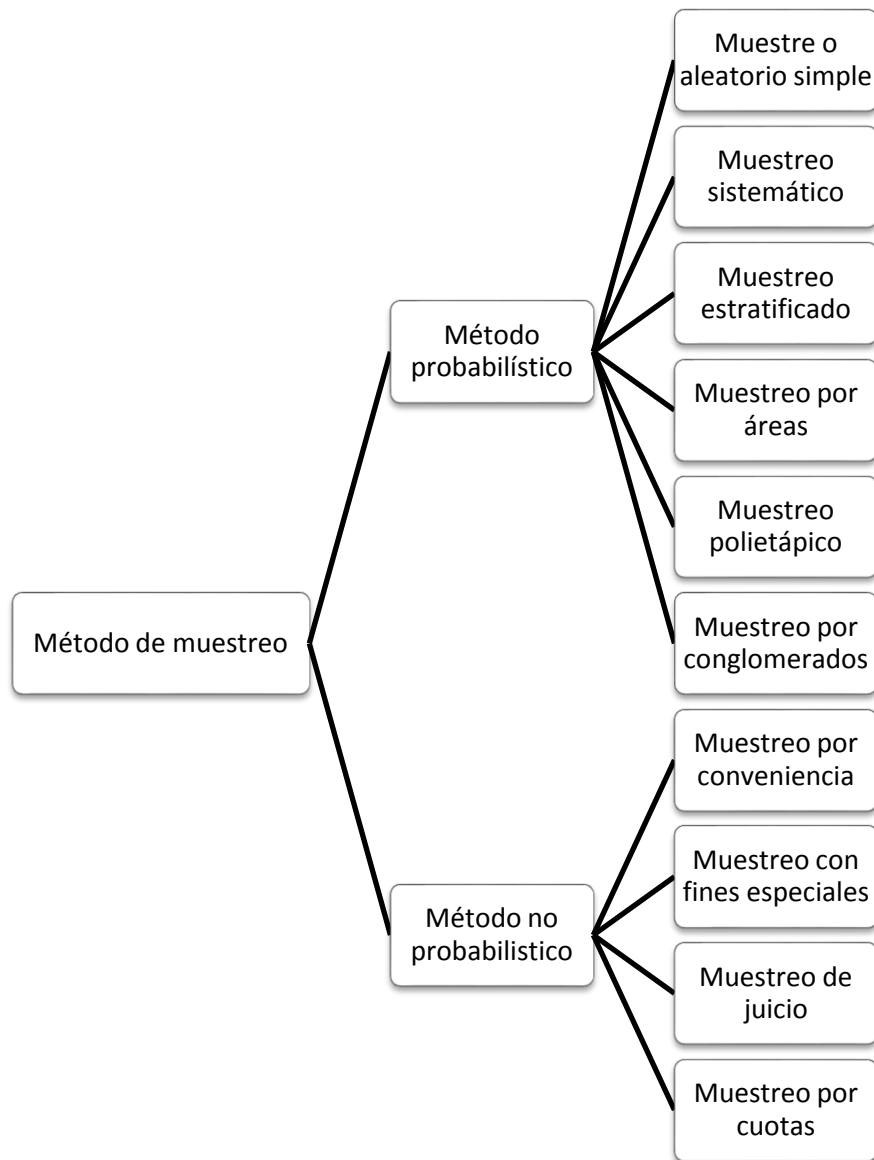 Método de muestreo
Método
probabilístico
Muestre o
aleatorio simple
Muestreo
sistemático
Muestreo
estratificado
Muestreo por
áreas
Muestreo
polietápico
Muestreo por
conglomerados
Método no
probabilistico
Muestreo por
conveniencia
Muestreo con
fines especiales
Muestreo de
juicio
Muestreo por
cuotas